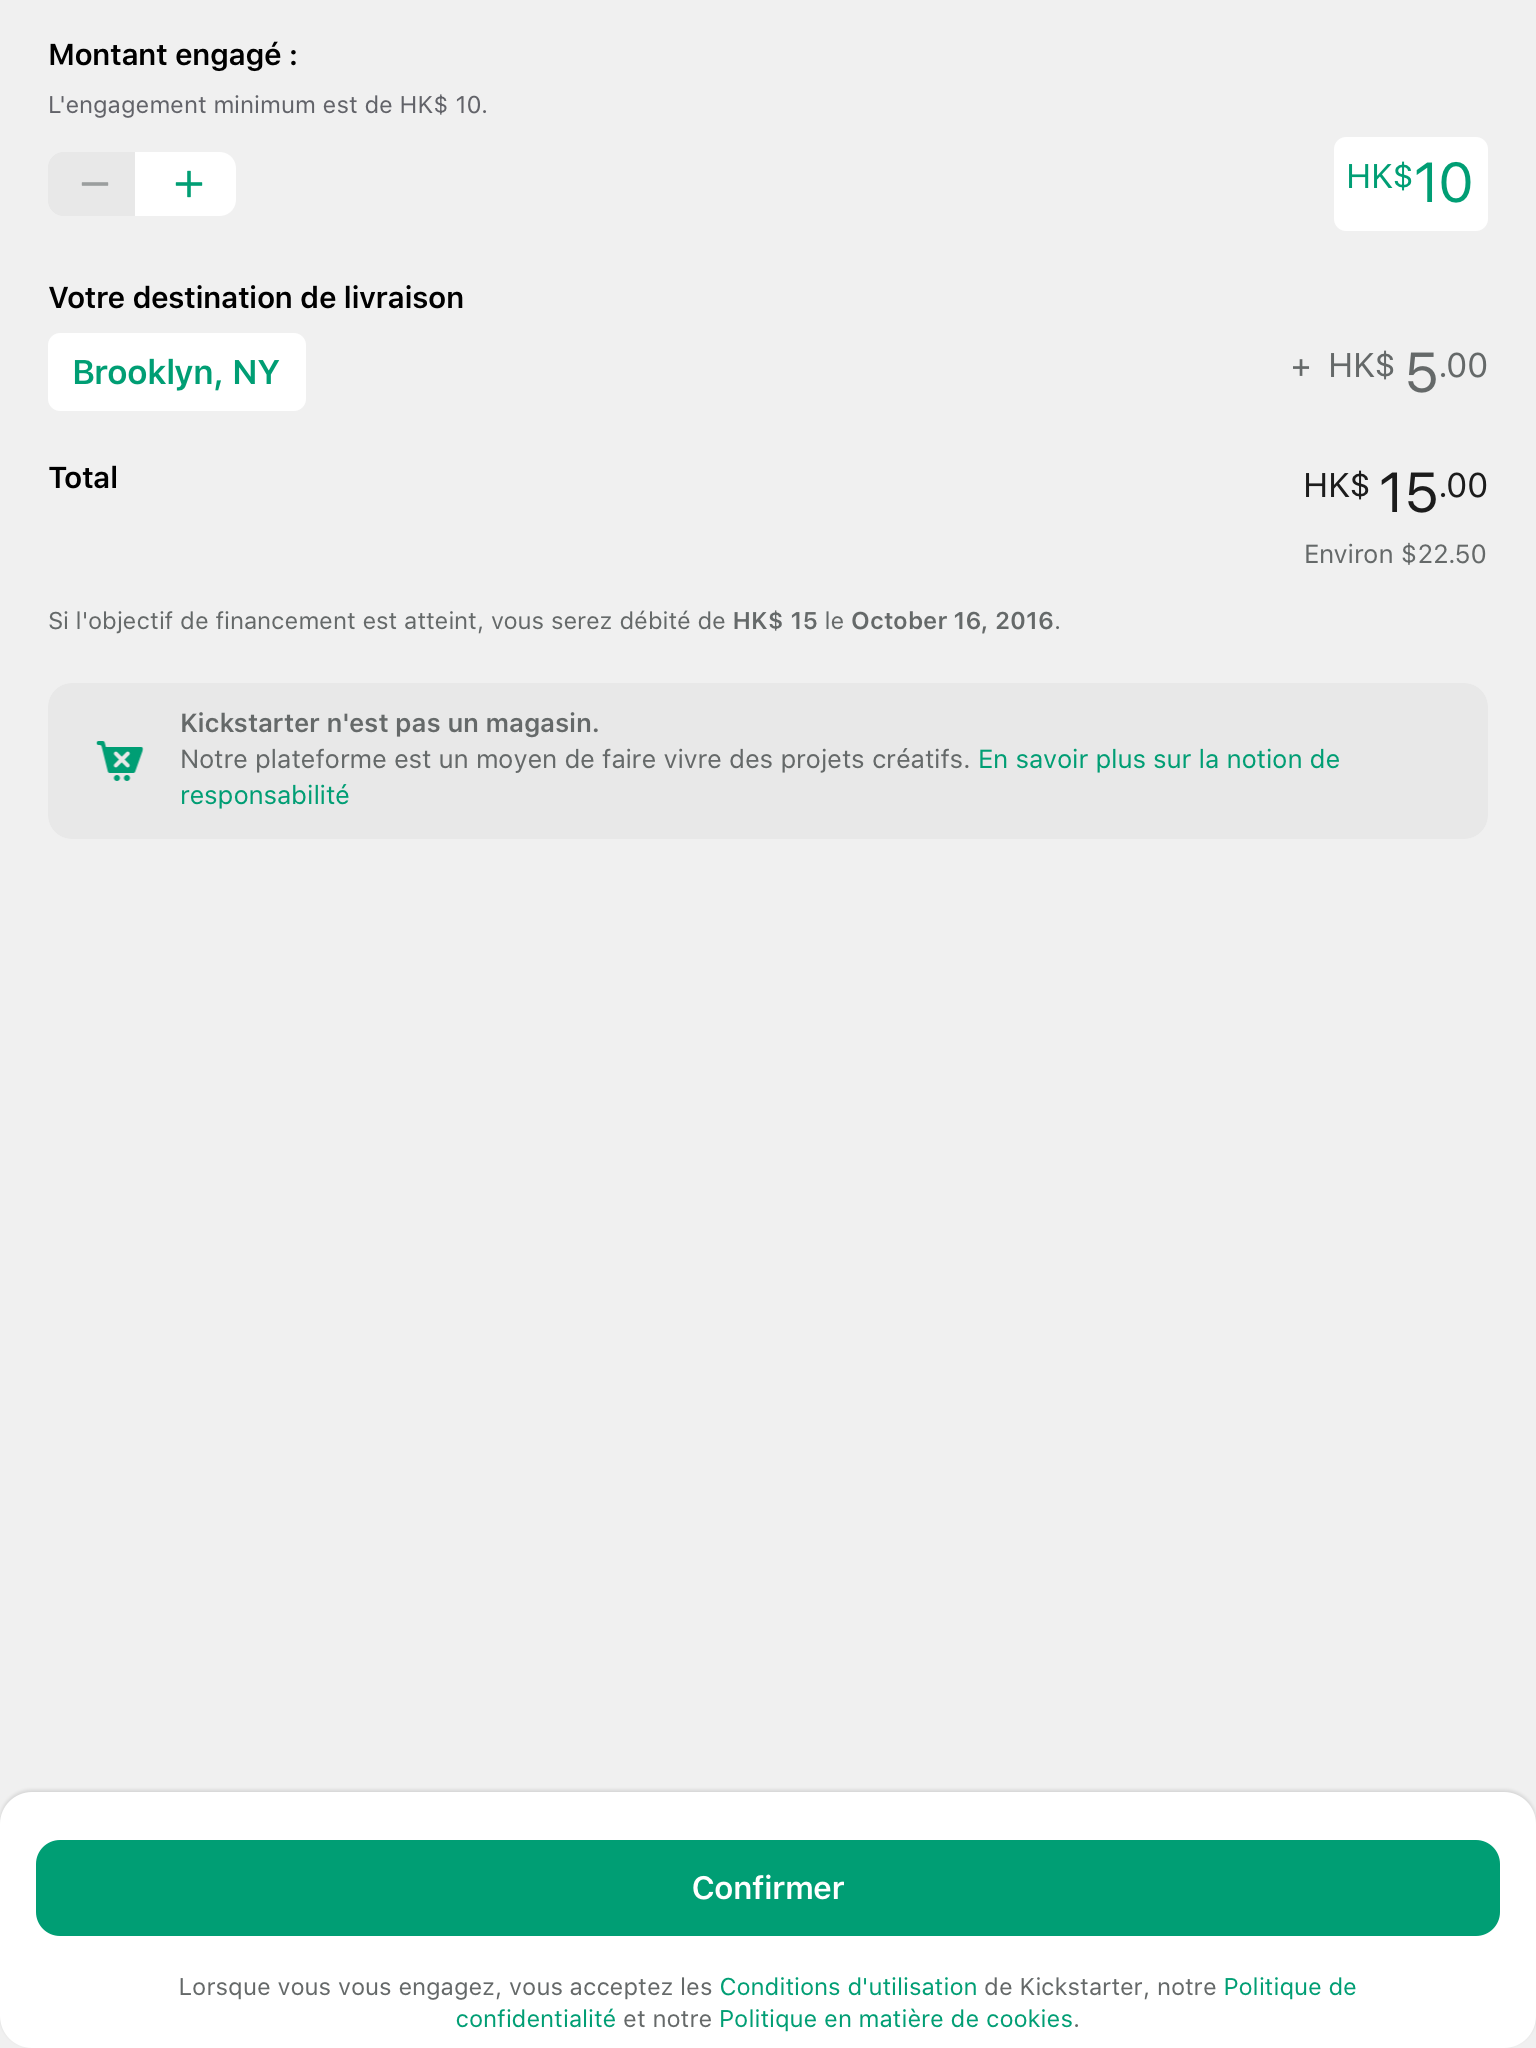 Montant engagé :
L'engagement minimum est de HK$ 10.
HK$10
Votre destination de livraison
Brooklyn, NY
+ HK$ 5.00
Total
HK$ 15.00
Environ $22.50
Si l'objectif de financement est atteint, vous serez débité de HK$ 15 le October 16, 2016.
Kickstarter n'est pas un magasin.
Notre plateforme est un moyen de faire vivre des projets créatifs. En savoir plus sur la notion de
responsabilité
Confirmer
Lorsque vous vous engagez, vous acceptez les Conditions d'utilisation de Kickstarter, notre Politique de
confidentialité et notre Politique en matière de cookies.